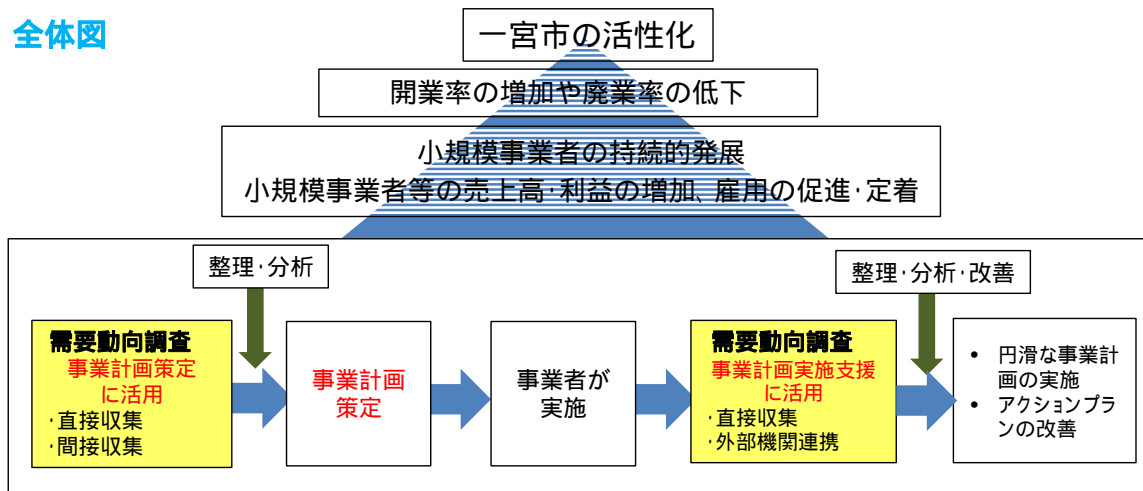 全体図
一宮市の活性化
開業率の増加や廃業率の低下
小規模事業者の持続的発展
小規模事業者等の売上高・利益の増加、雇用の促進・定着
整理・分析
整理・分析・改善
需要動向調査
事業計画策定
に活用
・直接収集
・間接収集
事業計画
策定
事業者が
実施
需要動向調査
事業計画実施支援
に活用
・直接収集
・外部機関連携
• 円滑な事業計
画の実施
• アクションプラ
ンの改善